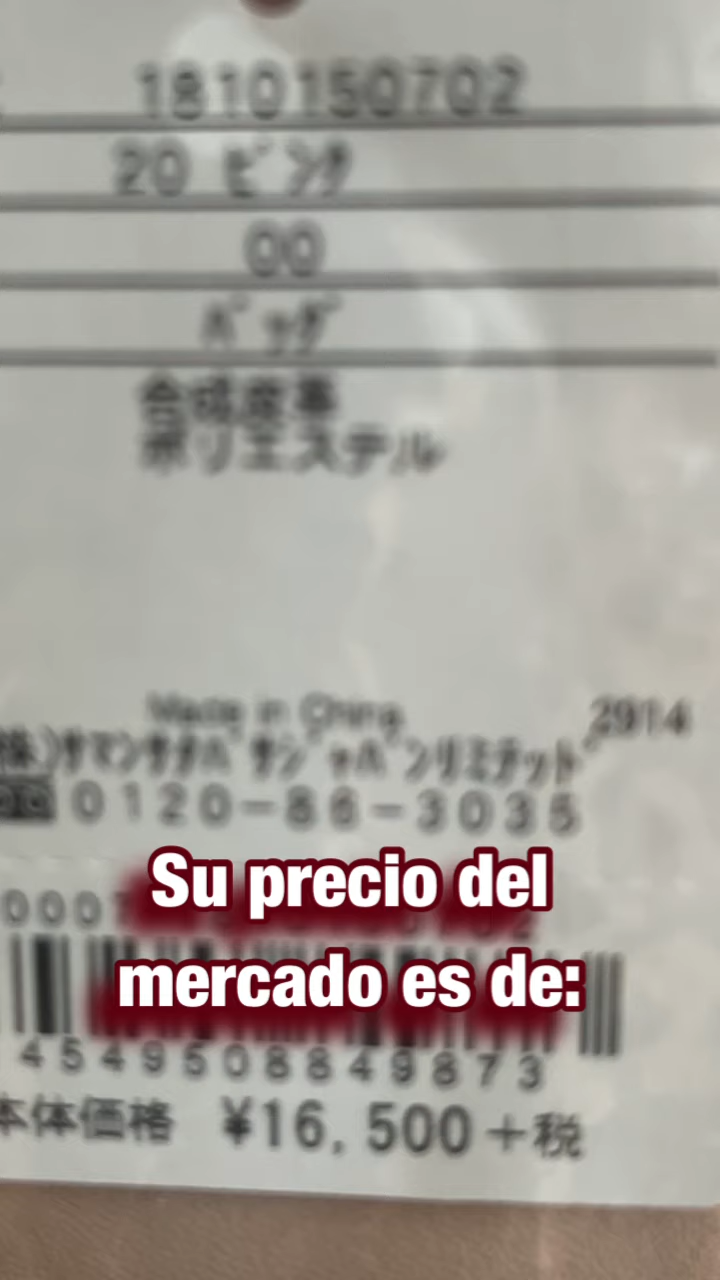 1810150702
20 ピンク
00
バッグ
合成皮革
ポリエステル
Made in China
2914
(株)サマンサタバサジャパンリミテッド
0120-86-3035
Su precio del
mercado es de:
4549508849873
本体価格 ¥16,500+税